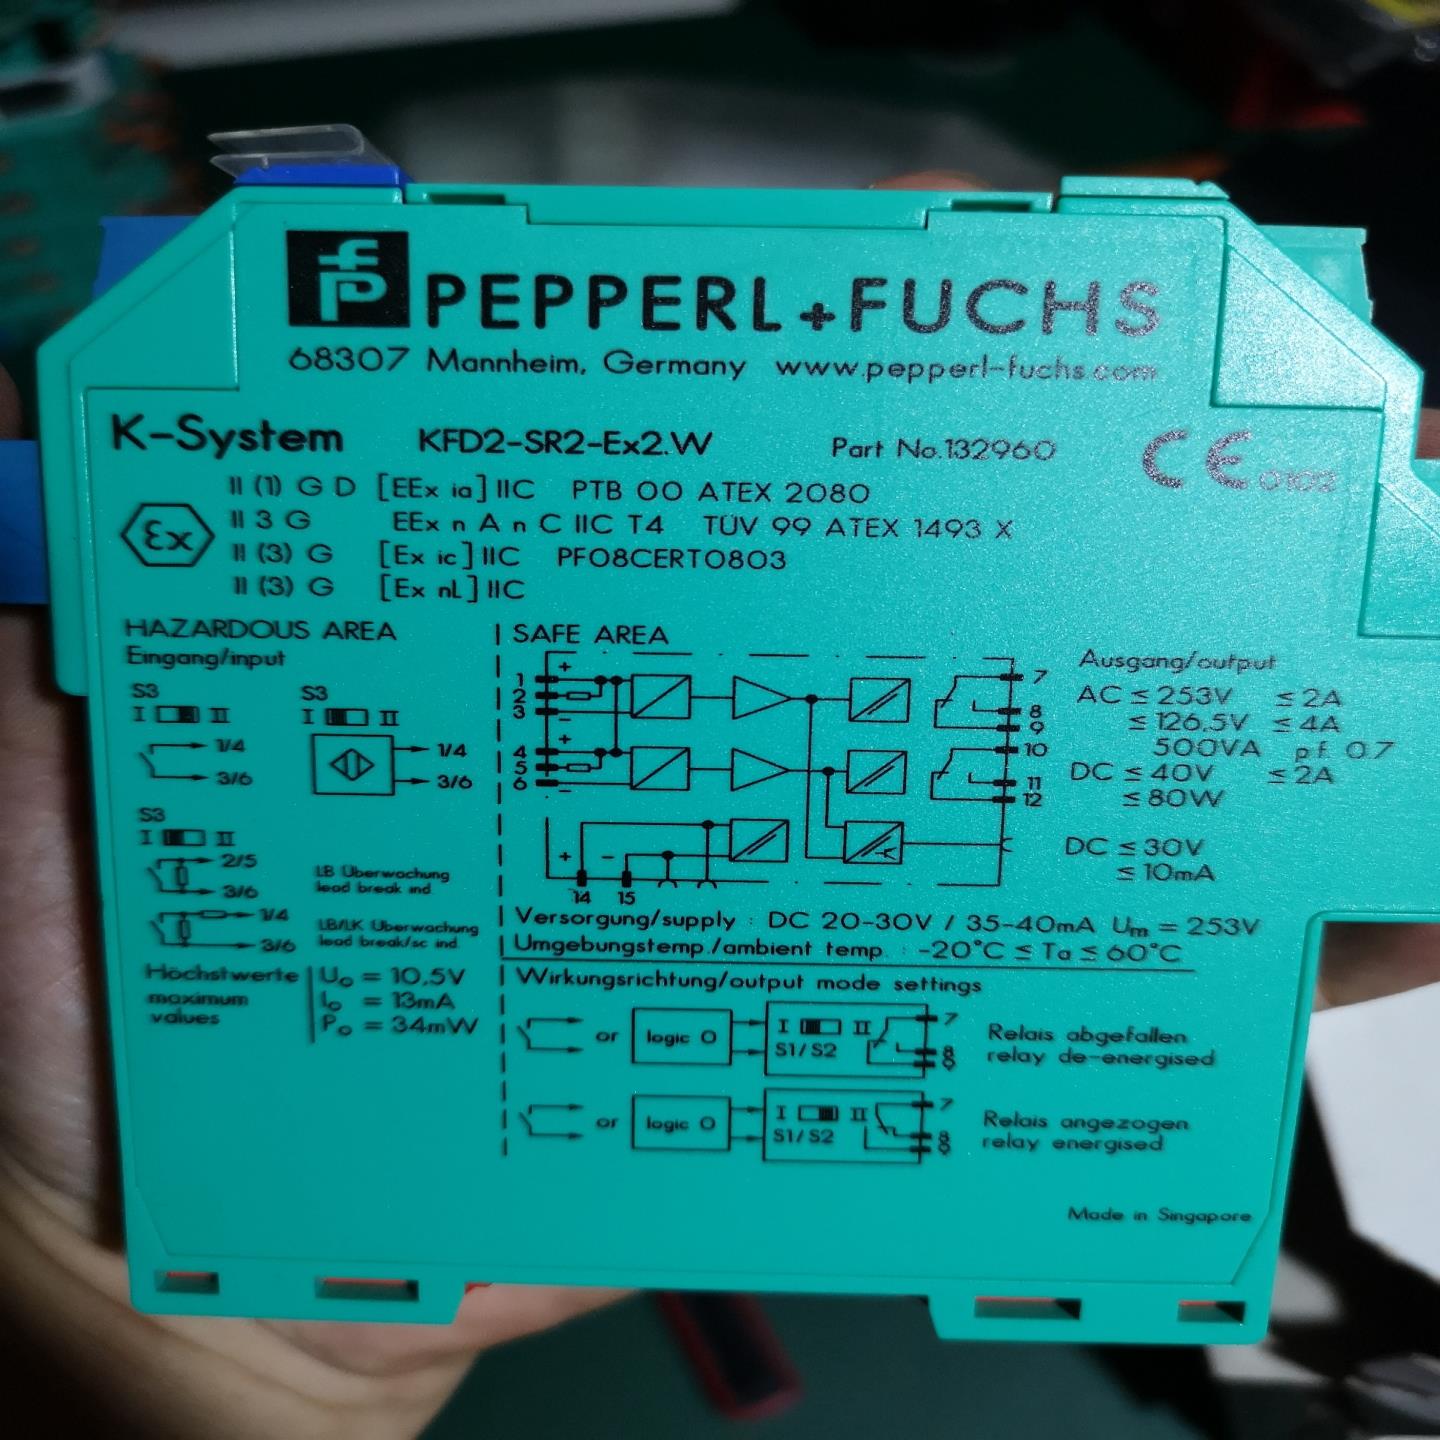 PEPPERL+FUCHS
68307 Mannheim, Germany www.pepperl-fuchs.com
K-System KFD2-SR2-Ex2.W Part No.132960
CE 0102
Ex
II (1) G D [EEx ia] IIC PTB 00 ATEX 2080
II 3 G EEx n A n C IIC T4 TÜV 99 ATEX 1493 X
II (3) G [Ex ic] IIC PF08CERT0803
II (3) G [Ex nL] IIC
HAZARDOUS AREA
Eingang/input
S3 S3
I II I II
1/4 1/4
3/6 3/6
S3
I II
2/5
3/6
LB Überwachung
lead break ind
1/4
3/6
LB/LK Überwachung
lead break/sc ind.
Höchstwerte
maximum
values
Uo = 10,5V
Io = 13mA
Po = 34mW
SAFE AREA
+
1
2
3
-
+
4
5
6
-
7
8
9
10
11
12
+ -
14 15
Ausgang/output
AC ≤ 253V ≤ 2A
≤ 126,5V ≤ 4A
500VA p.f. 0.7
DC ≤ 40V ≤ 2A
≤ 80W
DC ≤ 30V
≤ 10mA
Versorgung/supply : DC 20-30V / 35-40mA Um = 253V
Umgebungstemp./ambient temp. : -20°C ≤ Ta ≤ 60°C
Wirkungsrichtung/output mode settings
or logic 0 I II 7
S1/S2 8
9
Relais abgefallen
relay de-energised
or logic 0 I II 7
S1/S2 8
9
Relais angezogen
relay energised
Made in Singapore